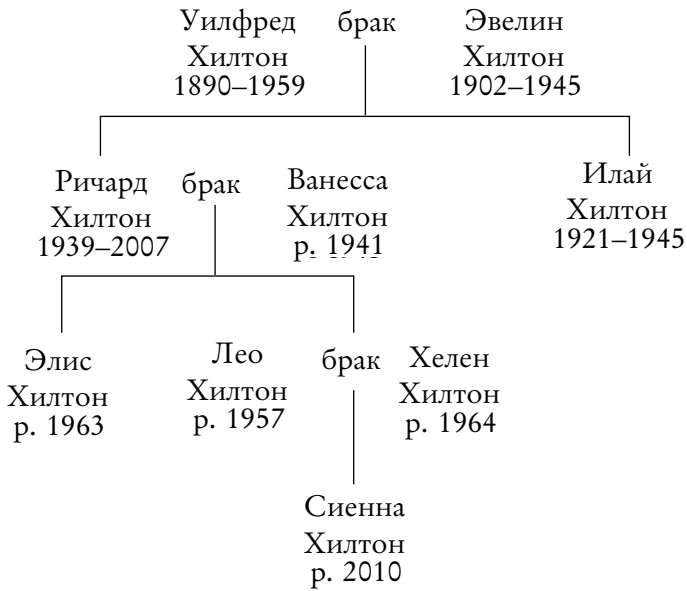 Уилфред
Хилтон
1890–1959
брак
Эвелин
Хилтон
1902–1945
Ричард
Хилтон
1939–2007
брак
Ванесса
Хилтон
р. 1941
Илай
Хилтон
1921–1945
Элис
Хилтон
р. 1963
Лео
Хилтон
р. 1957
брак
Хелен
Хилтон
р. 1964
Сиенна
Хилтон
р. 2010